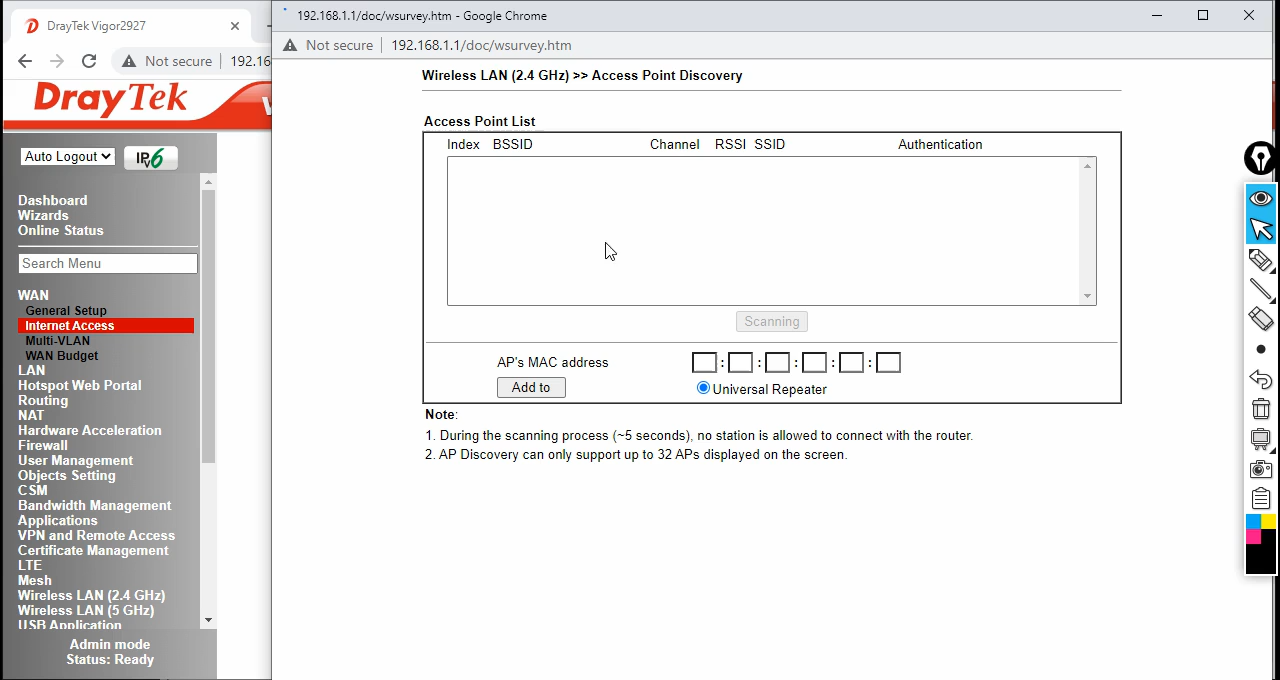 DrayTek Vigor2927
192.168.1.1/doc/wsurvey.htm - Google Chrome
Not secure
192.16
Not secure
192.168.1.1/doc/wsurvey.htm
DrayTek
Wireless LAN (2.4 GHz) >> Access Point Discovery
Access Point List
Index BSSID Channel RSSI SSID Authentication
Scanning
AP's MAC address : : : : :
Add to
Universal Repeater
Note:
1. During the scanning process (~5 seconds), no station is allowed to connect with the router.
2. AP Discovery can only support up to 32 APs displayed on the screen.
Auto Logout
IPv6
Dashboard
Wizards
Online Status
Search Menu
WAN
General Setup
Internet Access
Multi-VLAN
WAN Budget
LAN
Hotspot Web Portal
Routing
NAT
Hardware Acceleration
Firewall
User Management
Objects Setting
CSM
Bandwidth Management
Applications
VPN and Remote Access
Certificate Management
LTE
Mesh
Wireless LAN (2.4 GHz)
Wireless LAN (5 GHz)
USB Application
Admin mode
Status: Ready